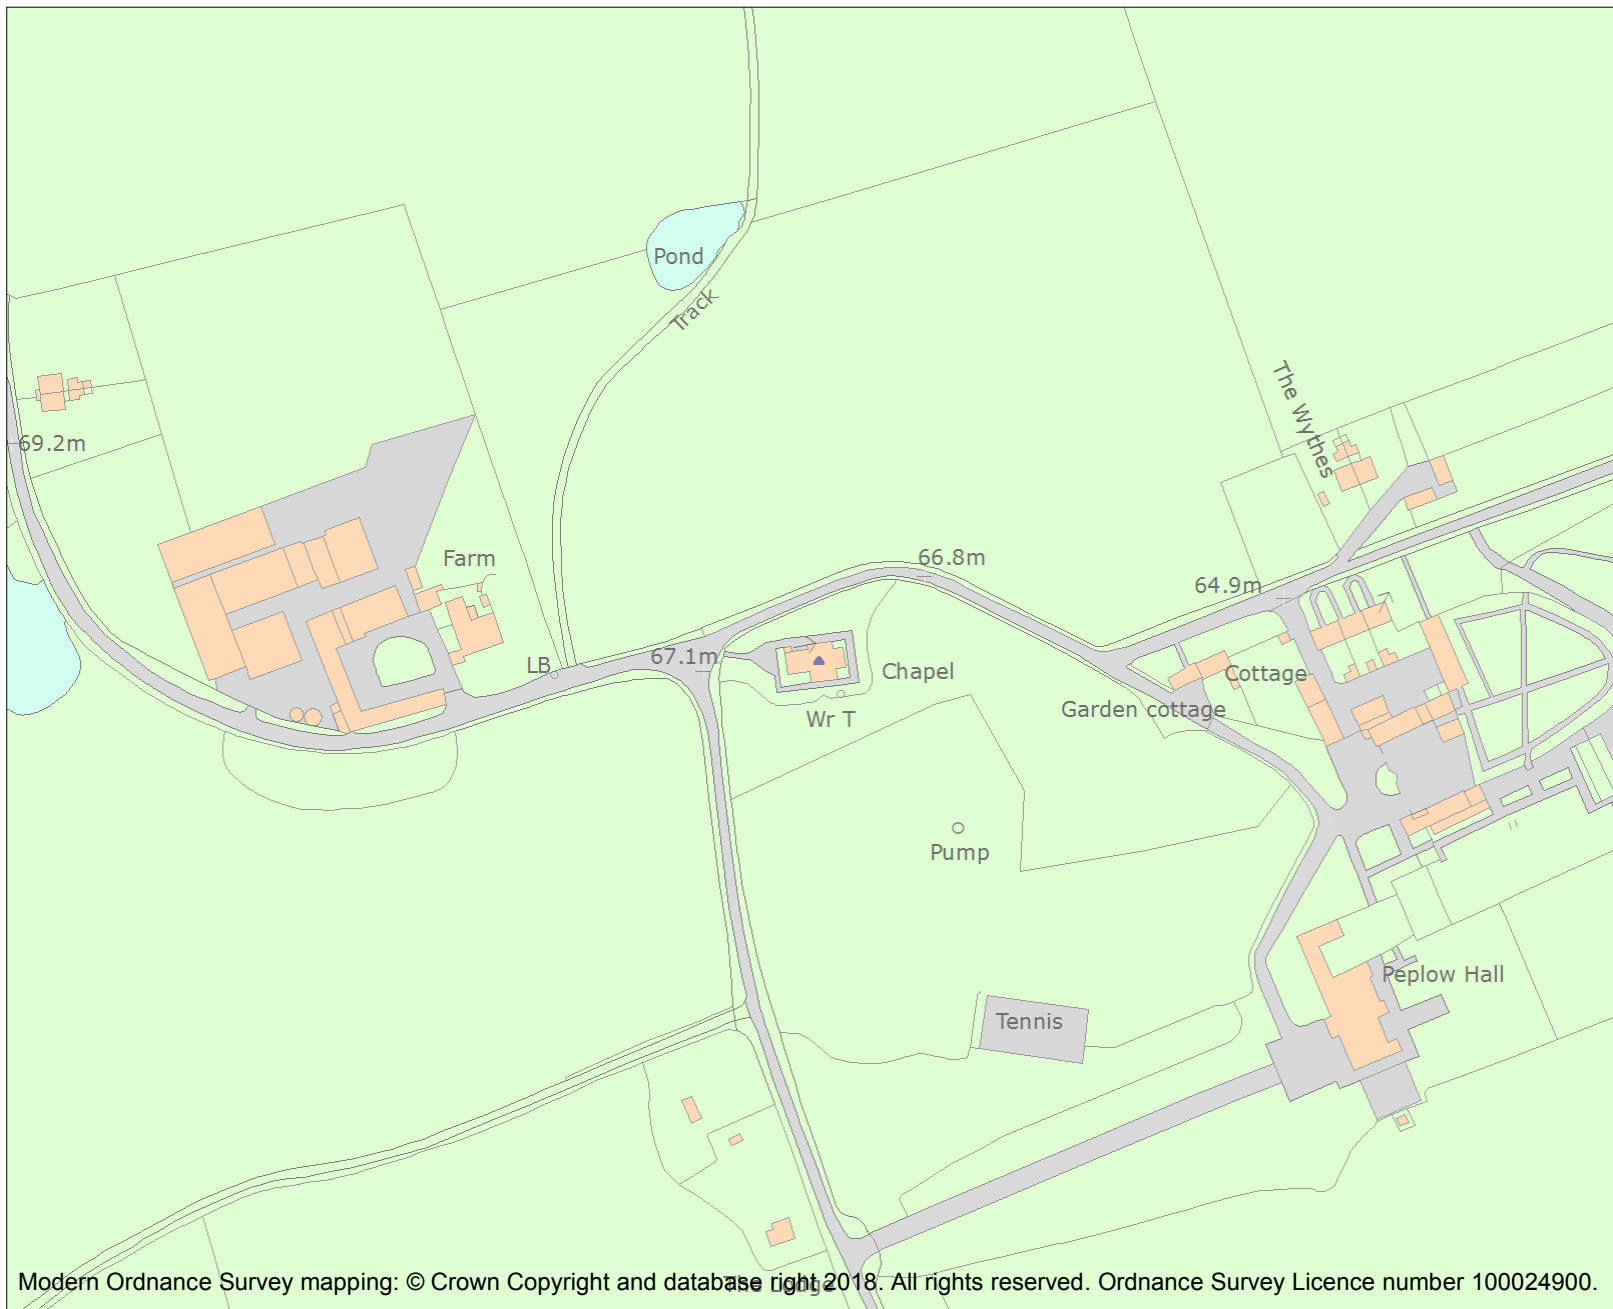 Pond
Track
The Wythes
69.2m
Farm
66.8m
64.9m
LB
67.1m
Chapel
Cottage
Wr T
Garden cottage
Pump
Peplow Hall
Tennis
The Lodge
Modern Ordnance Survey mapping: © Crown Copyright and database right 2018. All rights reserved. Ordnance Survey Licence number 100024900.